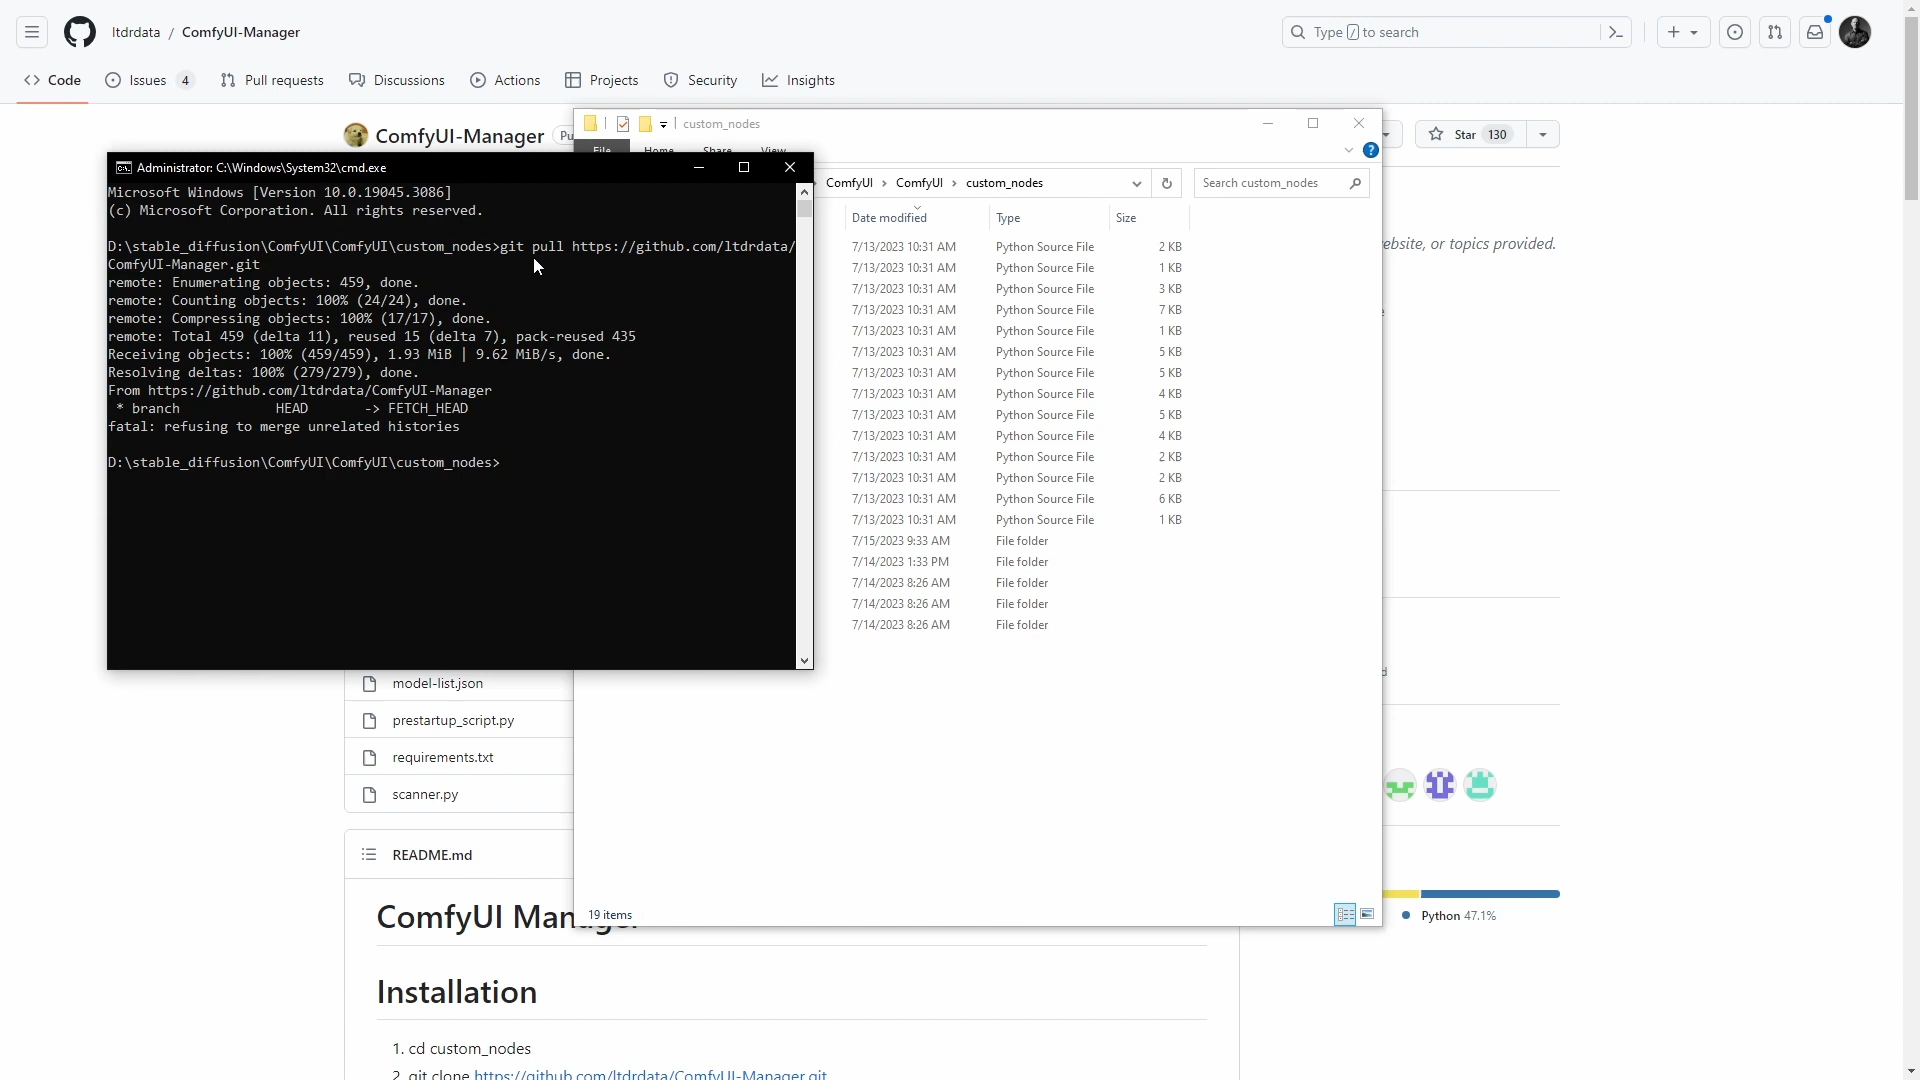 ltdrdata / ComfyUI-Manager
Type / to search
Code
Issues 4
Pull requests
Discussions
Actions
Projects
Security
Insights
ComfyUI-Manager
Pu
Star 130
custom_nodes
File Home Share View
ComfyUI > ComfyUI > custom_nodes
Search custom_nodes
Date modified Type Size
7/13/2023 10:31 AM Python Source File 2 KB
7/13/2023 10:31 AM Python Source File 1 KB
7/13/2023 10:31 AM Python Source File 3 KB
7/13/2023 10:31 AM Python Source File 7 KB
7/13/2023 10:31 AM Python Source File 1 KB
7/13/2023 10:31 AM Python Source File 5 KB
7/13/2023 10:31 AM Python Source File 5 KB
7/13/2023 10:31 AM Python Source File 4 KB
7/13/2023 10:31 AM Python Source File 5 KB
7/13/2023 10:31 AM Python Source File 4 KB
7/13/2023 10:31 AM Python Source File 2 KB
7/13/2023 10:31 AM Python Source File 2 KB
7/13/2023 10:31 AM Python Source File 6 KB
7/13/2023 10:31 AM Python Source File 1 KB
7/15/2023 9:33 AM File folder
7/14/2023 1:33 PM File folder
7/14/2023 8:26 AM File folder
7/14/2023 8:26 AM File folder
7/14/2023 8:26 AM File folder
19 items
Administrator: C:\Windows\System32\cmd.exe
Microsoft Windows [Version 10.0.19045.3086]
(c) Microsoft Corporation. All rights reserved.
D:\stable_diffusion\ComfyUI\ComfyUI\custom_nodes>git pull https://github.com/ltdrdata/
ComfyUI-Manager.git
remote: Enumerating objects: 459, done.
remote: Counting objects: 100% (24/24), done.
remote: Compressing objects: 100% (17/17), done.
remote: Total 459 (delta 11), reused 15 (delta 7), pack-reused 435
Receiving objects: 100% (459/459), 1.93 MiB | 9.62 MiB/s, done.
Resolving deltas: 100% (279/279), done.
From https://github.com/ltdrdata/ComfyUI-Manager
* branch HEAD -> FETCH_HEAD
fatal: refusing to merge unrelated histories
D:\stable_diffusion\ComfyUI\ComfyUI\custom_nodes>
ebsite, or topics provided.
model-list.json
prestartup_script.py
requirements.txt
scanner.py
README.md
ComfyUI Manager
Installation
1. cd custom_nodes
2. git clone https://github.com/ltdrdata/ComfyUI-Manager.git
Python 47.1%